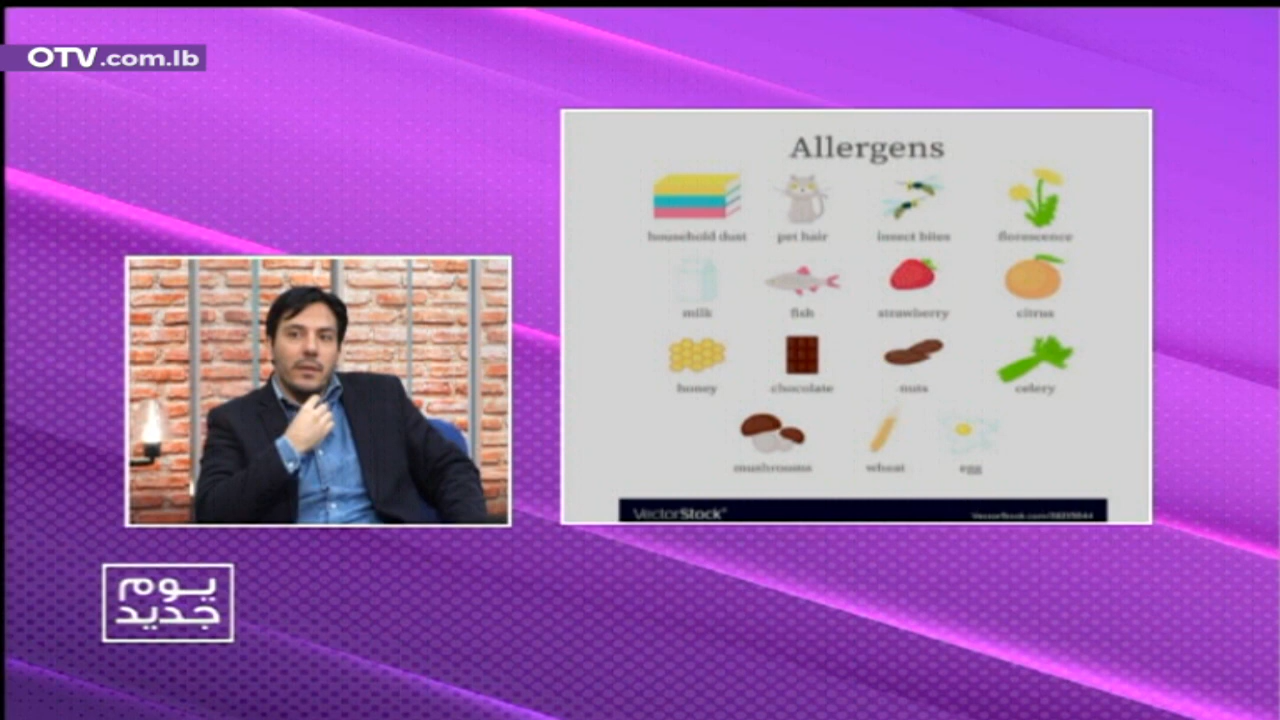 OTV.com.lb
Allergens
household dust pet hair insect bites florescence
milk fish strawberry citrus
honey chocolate nuts celery
mushrooms wheat egg
VectorStock®
يوم
جديد